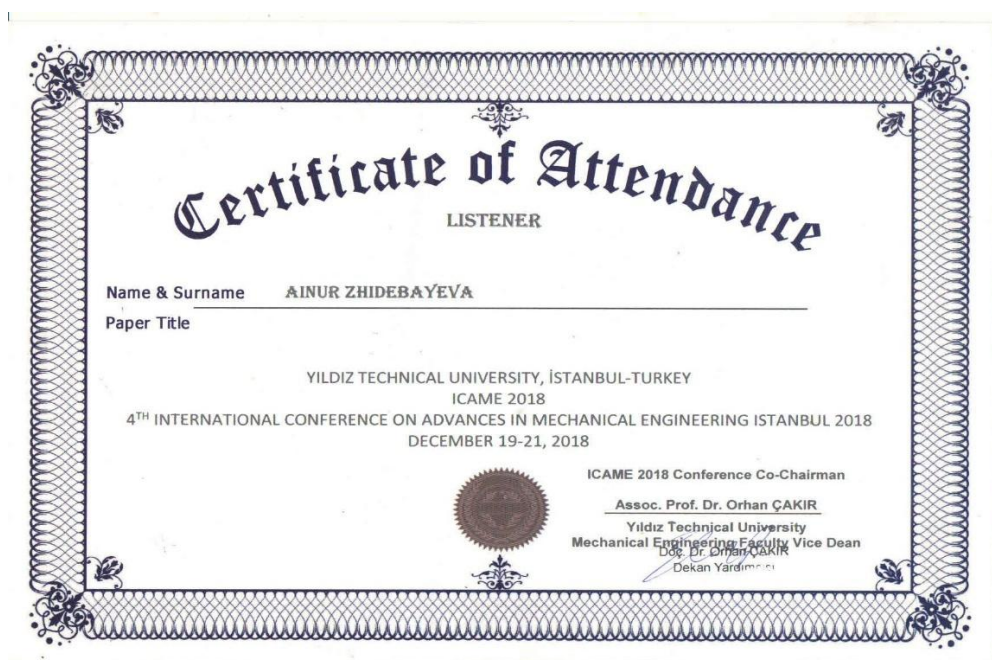 Certificate of Attendance
LISTENER
Name & Surname AINUR ZHIDEBAYEVA
Paper Title
YILDIZ TECHNICAL UNIVERSITY, İSTANBUL-TURKEY
ICAME 2018
4TH INTERNATIONAL CONFERENCE ON ADVANCES IN MECHANICAL ENGINEERING ISTANBUL 2018
DECEMBER 19-21, 2018
ICAME 2018 Conference Co-Chairman
Assoc. Prof. Dr. Orhan ÇAKIR
Yıldız Technical University
Mechanical Engineering Faculty Vice Dean
Doç. Dr. Orhan ÇAKIR
Dekan Yardımcısı